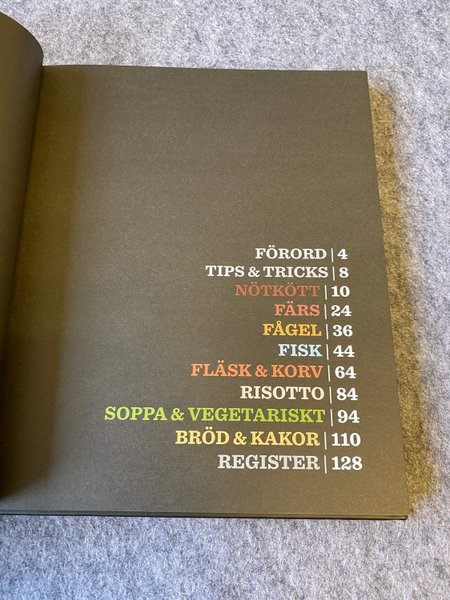 FÖRORD | 4
TIPS & TRICKS | 8
NÖTKÖTT | 10
FÄRS | 24
FÅGEL | 36
FISK | 44
FLÄSK & KORV | 64
RISOTTO | 84
SOPPA & VEGETARISKT | 94
BRÖD & KAKOR | 110
REGISTER | 128